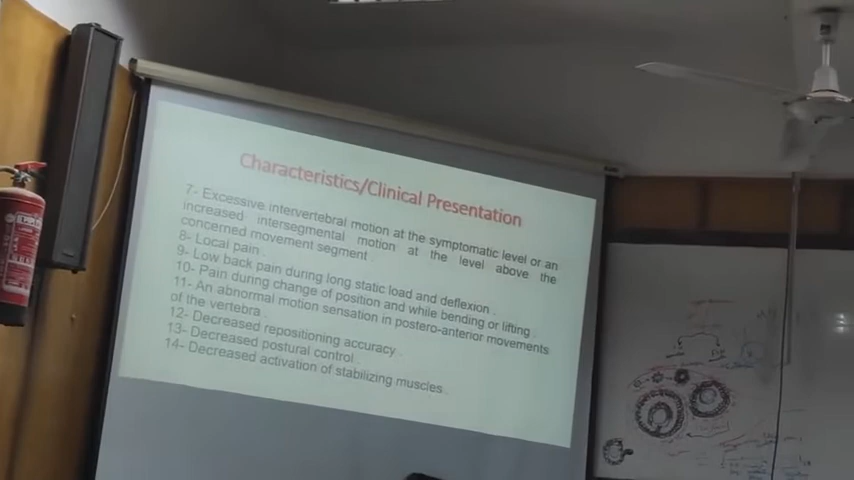 Characteristics/Clinical Presentation
7- Excessive intervertebral motion at the symptomatic level or an
increased intersegmental motion at the level above the
concerned movement segment
8- Local pain.
9- Low back pain during long static load and deflexion.
10- Pain during change of position and while bending or lifting.
11- An abnormal motion sensation in postero-anterior movements
of the vertebra.
12- Decreased repositioning accuracy.
13- Decreased postural control.
14- Decreased activation of stabilizing muscles.